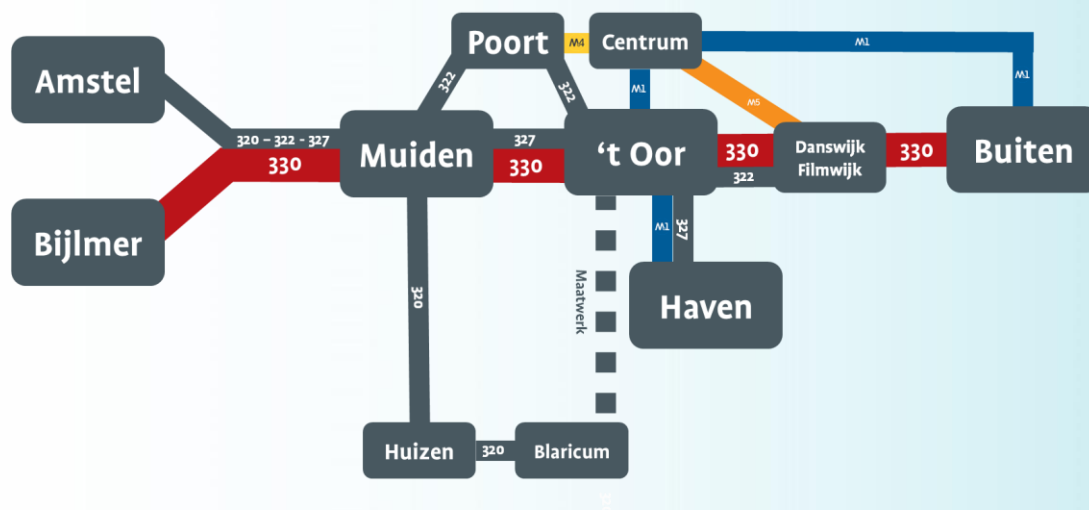 Poort
M4
Centrum
M1
Amstel
322
322
M1
M5
M1
320 – 322 - 327
330
Muiden
327
330
't Oor
330
322
Danswijk
Filmwijk
330
Buiten
Bijlmer
M1
327
320
Maatwerk
Haven
Huizen
320
Blaricum